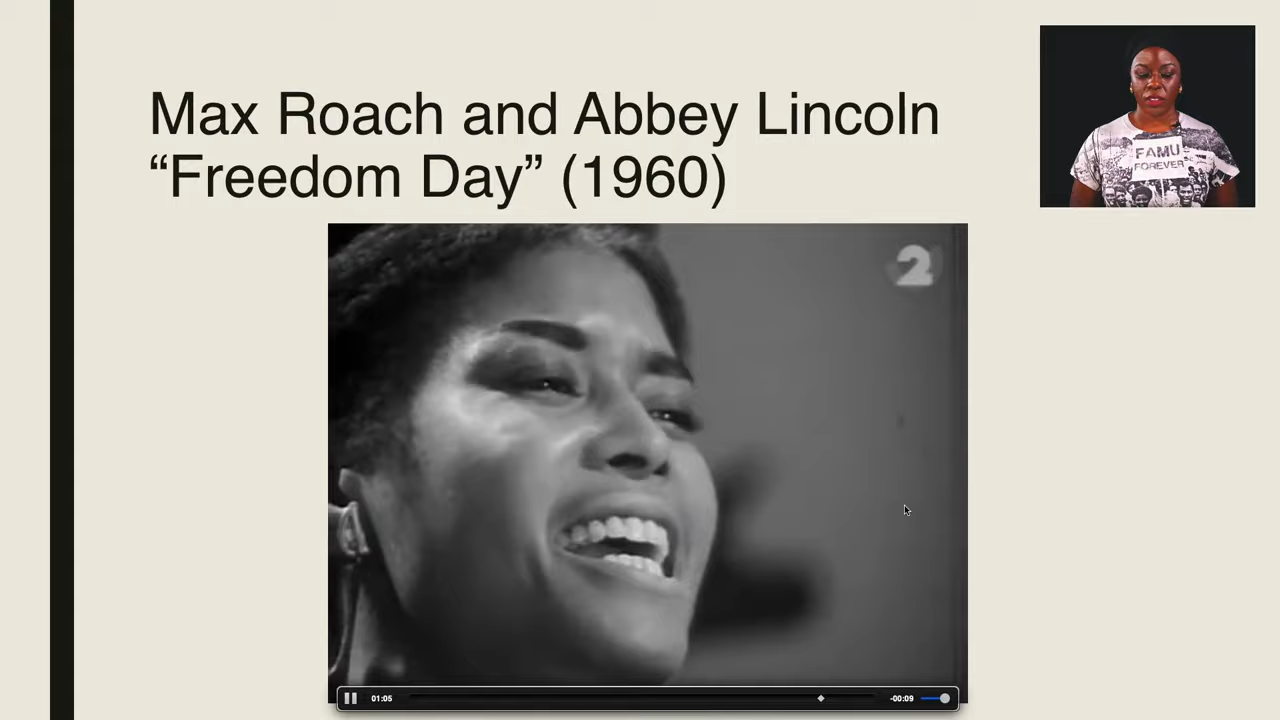 Max Roach and Abbey Lincoln
“Freedom Day” (1960)
FAMU
FOREVER
2
01:05
-00:09